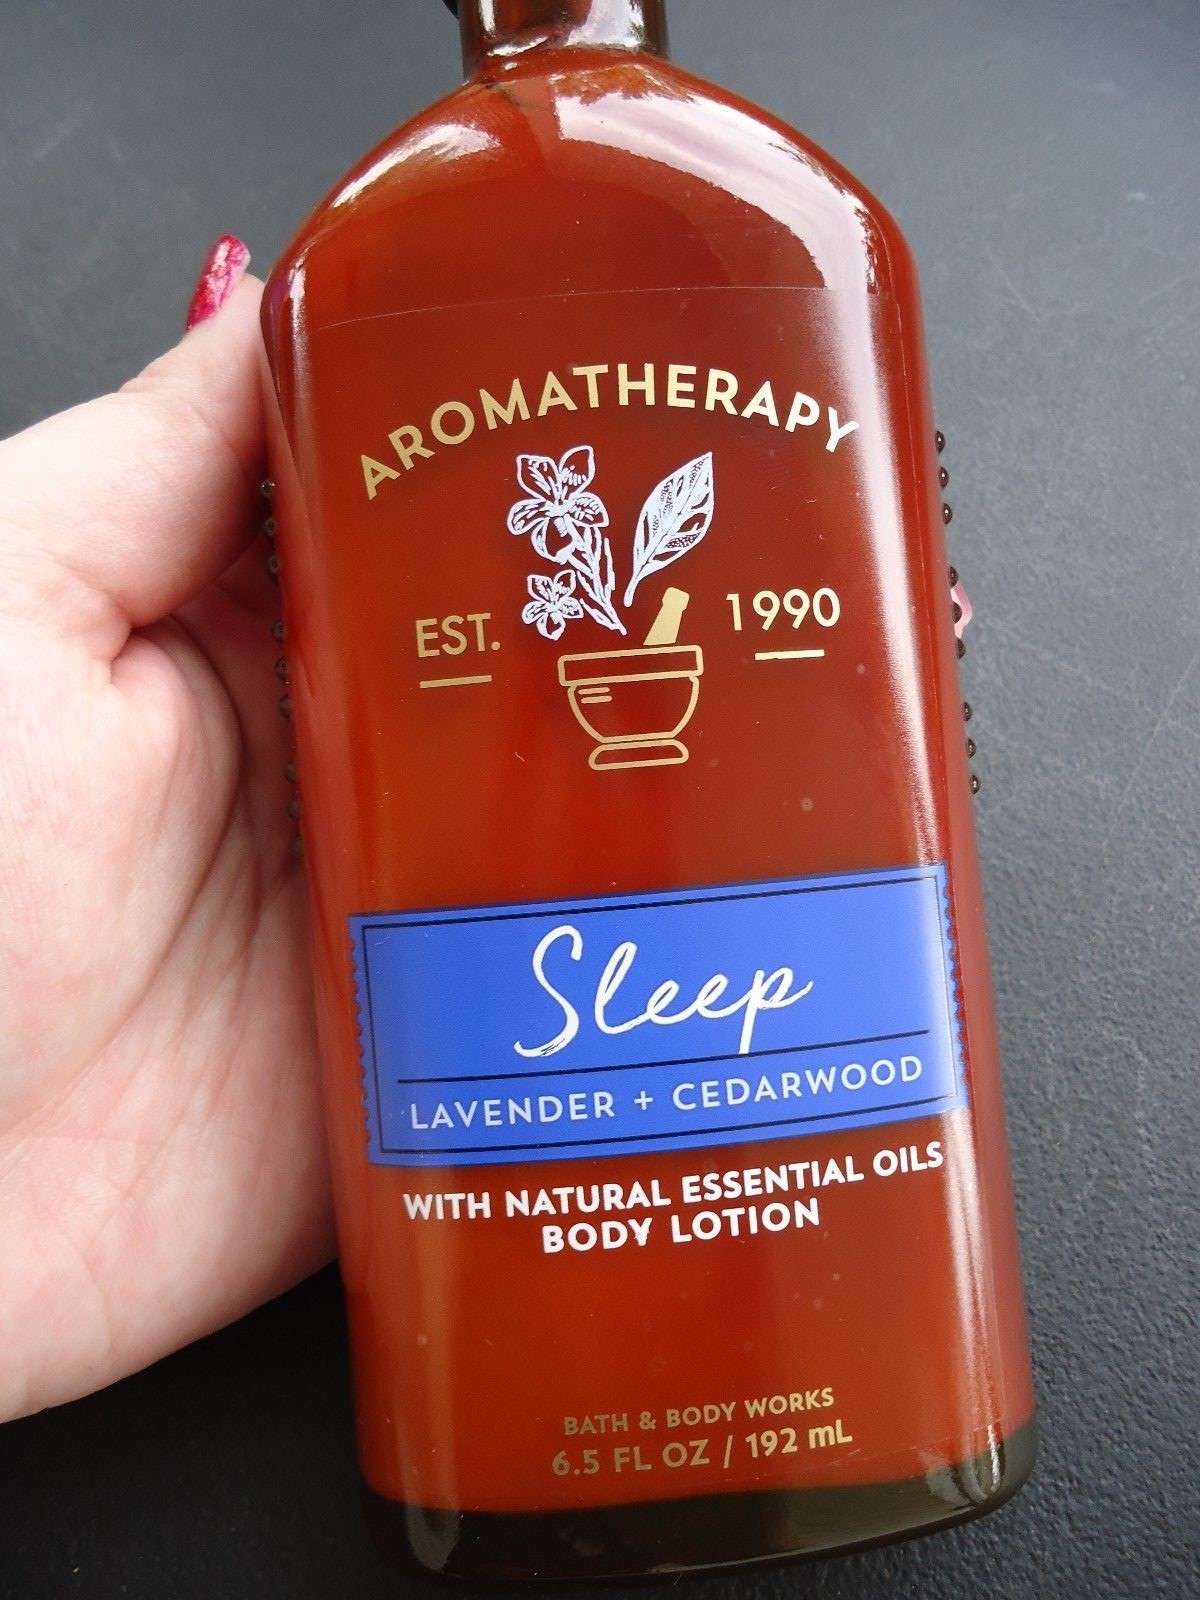 AROMATHERAPY
EST. 1990
Sleep
LAVENDER + CEDARWOOD
WITH NATURAL ESSENTIAL OILS
BODY LOTION
BATH & BODY WORKS
6.5 FL OZ / 192 mL